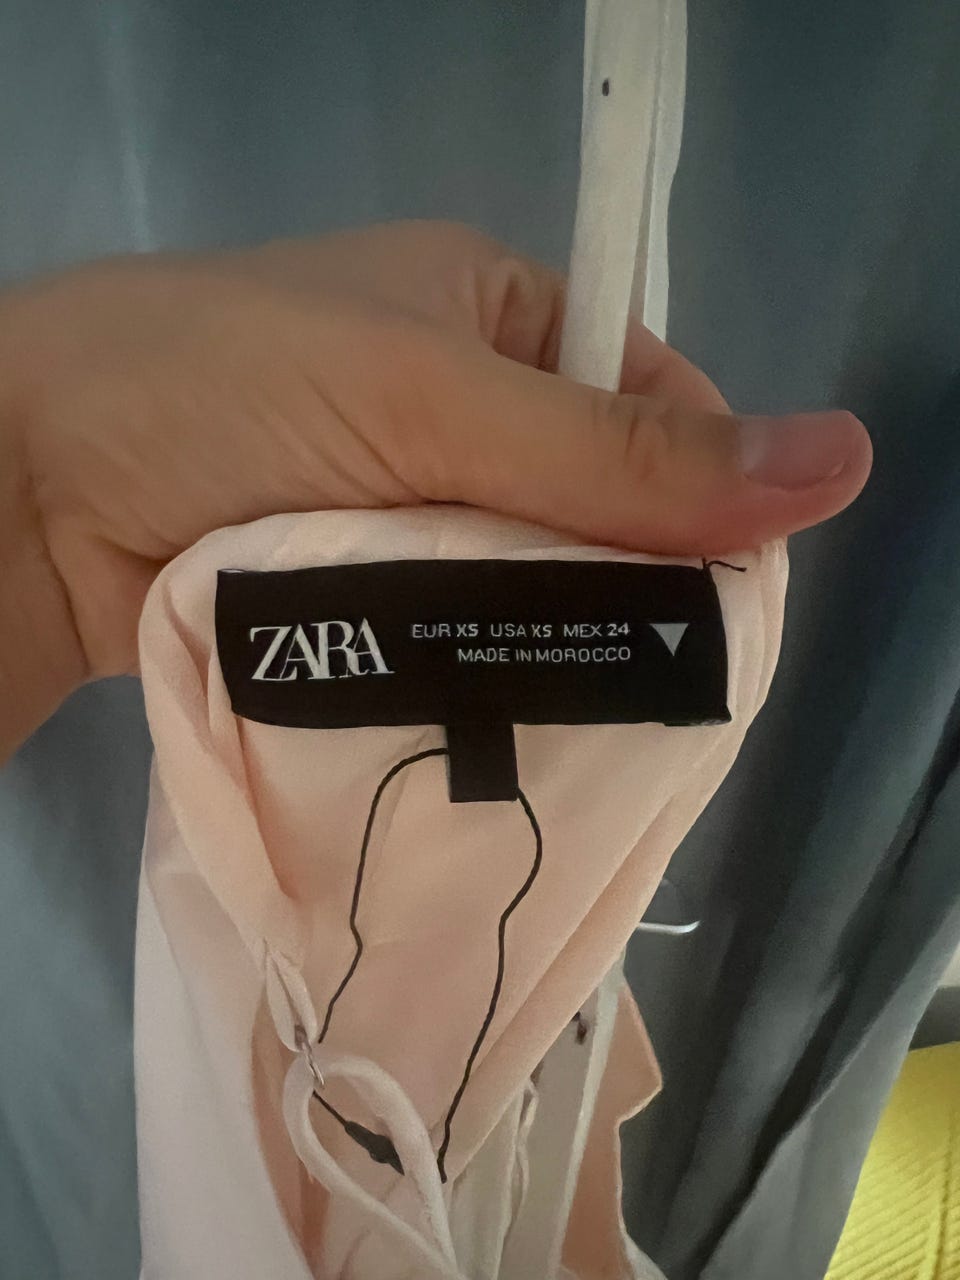 ZARA
EUR XS USA XS MEX 24
MADE IN MOROCCO